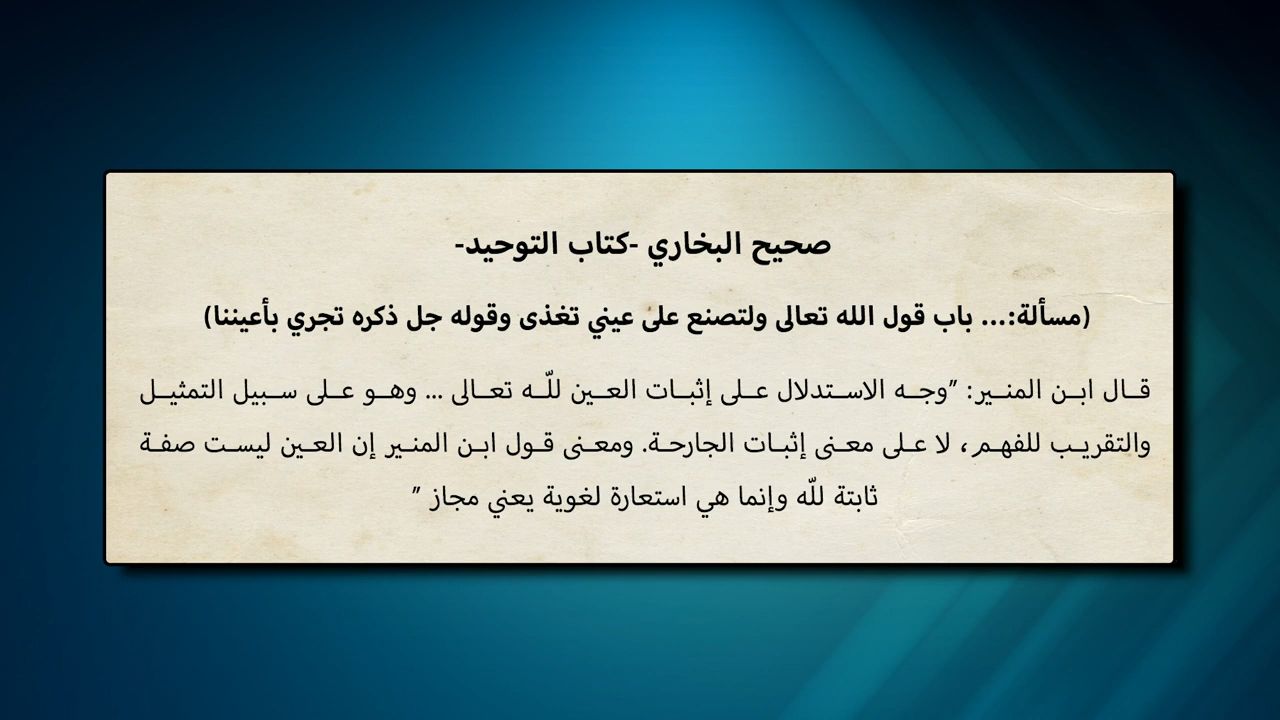 صحيح البخاري -كتاب التوحيد-
(مسألة:... باب قول الله تعالى ولتصنع على عيني تغذى وقوله جل ذكره تجري بأعيننا)
قال ابن المنير: "وجه الاستدلال على إثبات العين للّه تعالى ... وهو على سبيل التمثيل
والتقريب للفهم، لا على معنى إثبات الجارحة. ومعنى قول ابن المنير إن العين ليست صفة
ثابتة للّه وإنما هي استعارة لغوية يعني مجاز "